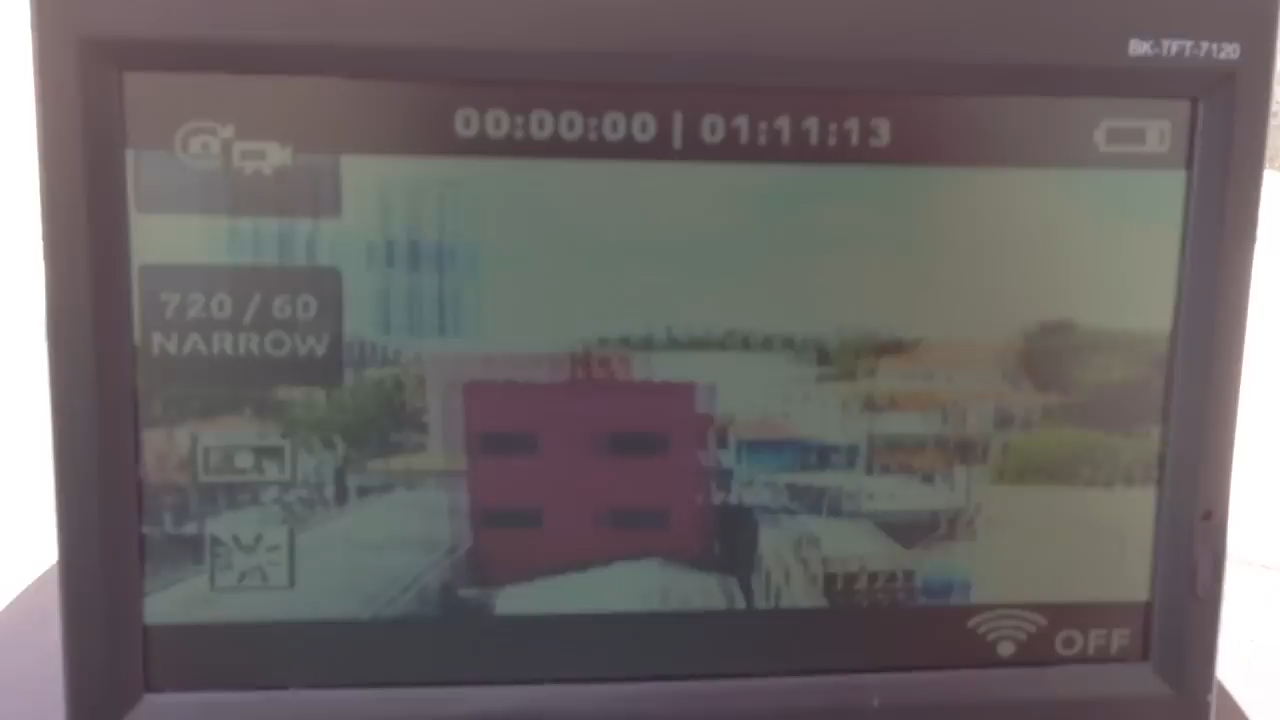 BK-TFT-7120
00:00:00 | 01:11:13
720 / 60
NARROW
OFF